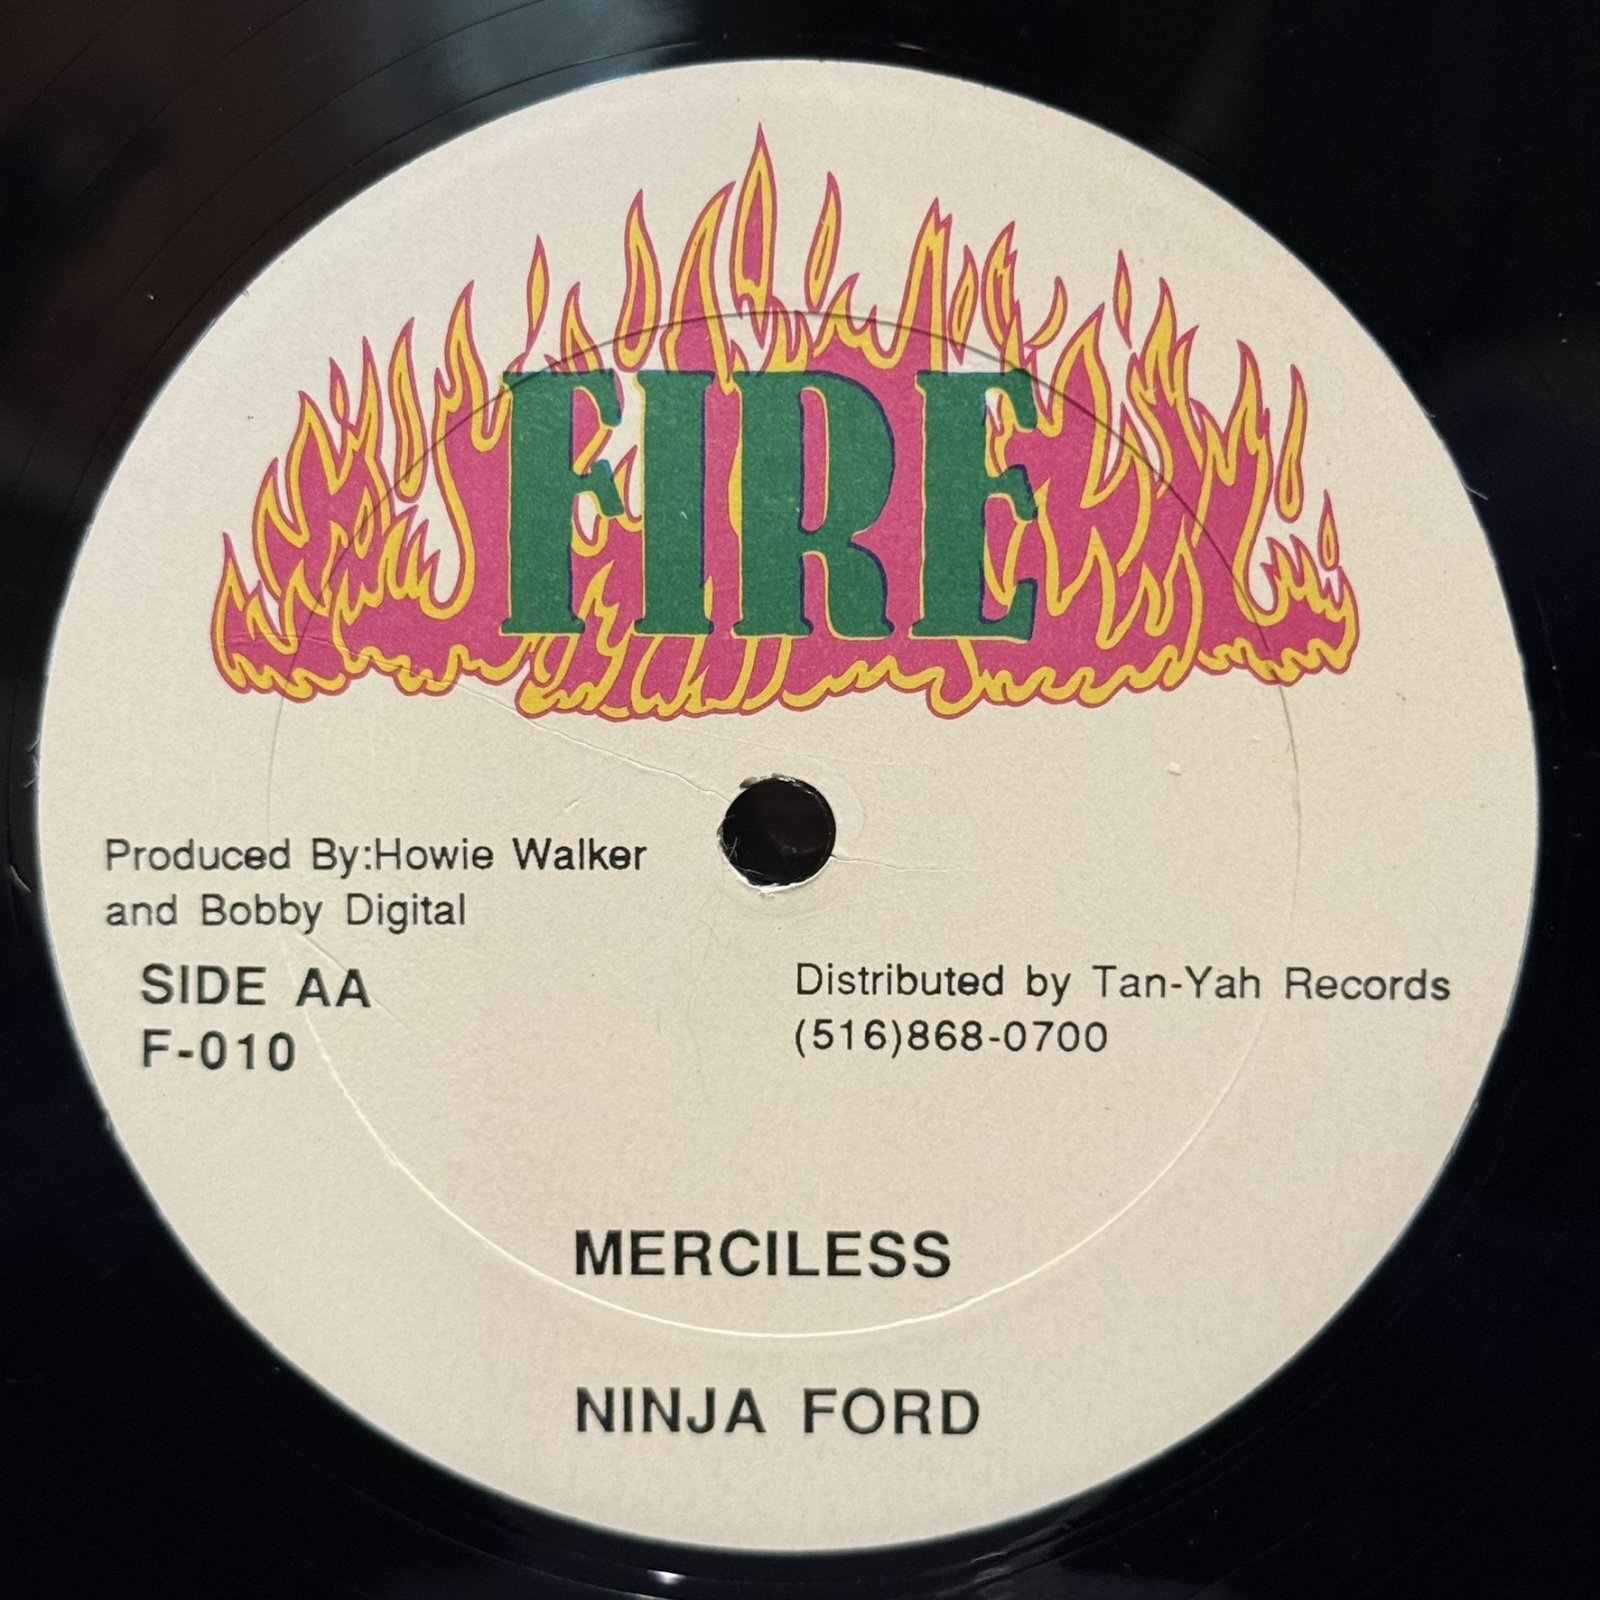 FIRE
Produced By:Howie Walker
and Bobby Digital
SIDE AA
F-010
Distributed by Tan-Yah Records
(516)868-0700
MERCILESS
NINJA FORD